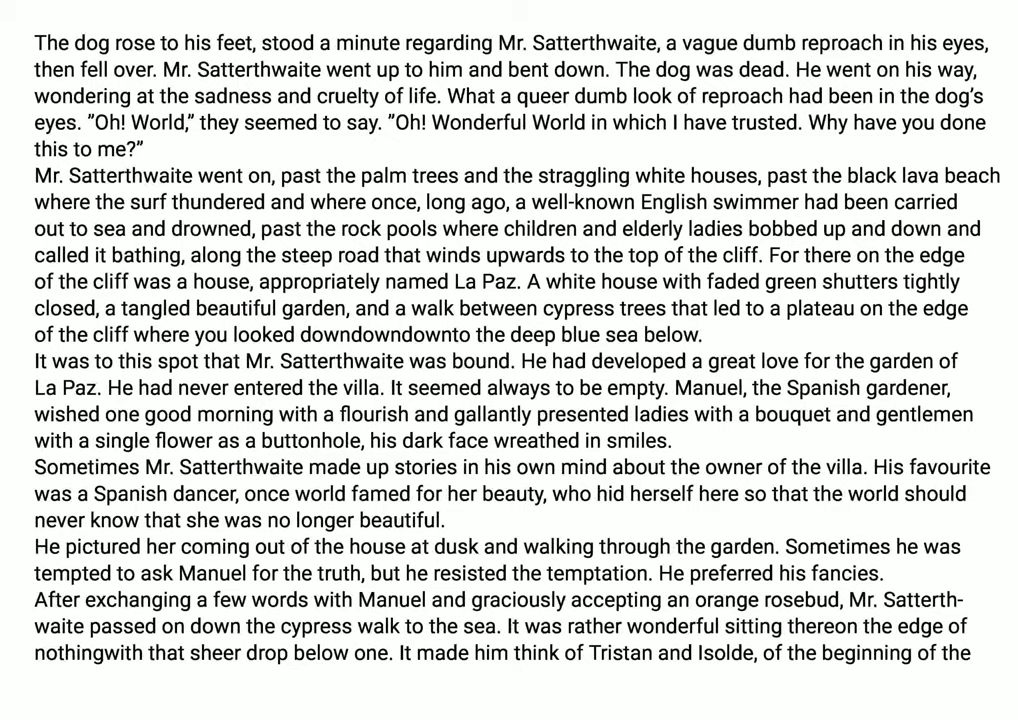 The dog rose to his feet, stood a minute regarding Mr. Satterthwaite, a vague dumb reproach in his eyes,
then fell over. Mr. Satterthwaite went up to him and bent down. The dog was dead. He went on his way,
wondering at the sadness and cruelty of life. What a queer dumb look of reproach had been in the dog’s
eyes. ”Oh! World,” they seemed to say. ”Oh! Wonderful World in which I have trusted. Why have you done
this to me?”
Mr. Satterthwaite went on, past the palm trees and the straggling white houses, past the black lava beach
where the surf thundered and where once, long ago, a well-known English swimmer had been carried
out to sea and drowned, past the rock pools where children and elderly ladies bobbed up and down and
called it bathing, along the steep road that winds upwards to the top of the cliff. For there on the edge
of the cliff was a house, appropriately named La Paz. A white house with faded green shutters tightly
closed, a tangled beautiful garden, and a walk between cypress trees that led to a plateau on the edge
of the cliff where you looked downdowndownto the deep blue sea below.
It was to this spot that Mr. Satterthwaite was bound. He had developed a great love for the garden of
La Paz. He had never entered the villa. It seemed always to be empty. Manuel, the Spanish gardener,
wished one good morning with a flourish and gallantly presented ladies with a bouquet and gentlemen
with a single flower as a buttonhole, his dark face wreathed in smiles.
Sometimes Mr. Satterthwaite made up stories in his own mind about the owner of the villa. His favourite
was a Spanish dancer, once world famed for her beauty, who hid herself here so that the world should
never know that she was no longer beautiful.
He pictured her coming out of the house at dusk and walking through the garden. Sometimes he was
tempted to ask Manuel for the truth, but he resisted the temptation. He preferred his fancies.
After exchanging a few words with Manuel and graciously accepting an orange rosebud, Mr. Satterth-
waite passed on down the cypress walk to the sea. It was rather wonderful sitting thereon the edge of
nothingwith that sheer drop below one. It made him think of Tristan and Isolde, of the beginning of the